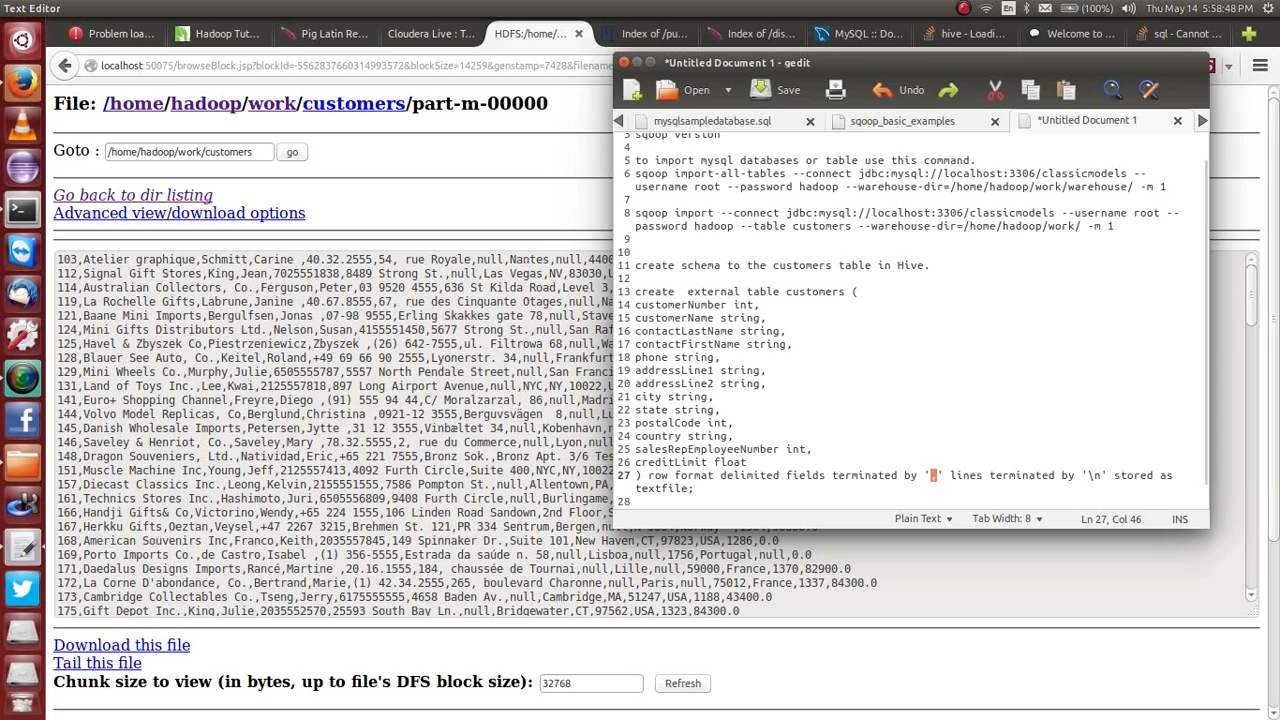 Text Editor
En
(100%)
Thu May 14 5:58:48 PM
Problem loa...
Hadoop Tut...
Pig Latin Re...
Cloudera Live : ...
HDFS:/home/...
Index of /pu...
Index of /dis...
MySQL :: Do...
hive - Loadi...
Welcome to ...
sql - Cannot ...
localhost:50075/browseBlock.jsp?blockId=-5562837660314993572&blockSize=14259&genstamp=7428&filenam
*Untitled Document 1 - gedit
Open
Save
Undo
mysqlsampledatabase.sql
sqoop_basic_examples
*Untitled Document 1
File: /home/hadoop/work/customers/part-m-00000
Goto : /home/hadoop/work/customers go
Go back to dir listing
Advanced view/download options
3 sqoop version
4
5 to import mysql databases or table use this command.
6 sqoop import-all-tables --connect jdbc:mysql://localhost:3306/classicmodels --
username root --password hadoop --warehouse-dir=/home/hadoop/work/warehouse/ -m 1
7
8 sqoop import --connect jdbc:mysql://localhost:3306/classicmodels --username root --
password hadoop --table customers --warehouse-dir=/home/hadoop/work/ -m 1
9
10
11 create schema to the customers table in Hive.
12
13 create  external table customers (
14 customerNumber int,
15 customerName string,
16 contactLastName string,
17 contactFirstName string,
18 phone string,
19 addressLine1 string,
20 addressLine2 string,
21 city string,
22 state string,
23 postalCode int,
24 country string,
25 salesRepEmployeeNumber int,
26 creditLimit float
27 ) row format delimited fields terminated by ',' lines terminated by '\n' stored as
textfile;
28
Plain Text
Tab Width: 8
Ln 27, Col 46
INS
103,Atelier graphique,Schmitt,Carine ,40.32.2555,54, rue Royale,null,Nantes,null,4400
112,Signal Gift Stores,King,Jean,7025551838,8489 Strong St.,null,Las Vegas,NV,83030,U
114,Australian Collectors, Co.,Ferguson,Peter,03 9520 4555,636 St Kilda Road,Level 3,
119,La Rochelle Gifts,Labrune,Janine ,40.67.8555,67, rue des Cinquante Otages,null,Na
121,Baane Mini Imports,Bergulfsen,Jonas ,07-98 9555,Erling Skakkes gate 78,null,Stave
124,Mini Gifts Distributors Ltd.,Nelson,Susan,4155551450,5677 Strong St.,null,San Raf
125,Havel & Zbyszek Co,Piestrzeniewicz,Zbyszek ,(26) 642-7555,ul. Filtrowa 68,null,Wa
128,Blauer See Auto, Co.,Keitel,Roland,+49 69 66 90 2555,Lyonerstr. 34,null,Frankfurt
129,Mini Wheels Co.,Murphy,Julie,6505555787,5557 North Pendale Street,null,San Franc
131,Land of Toys Inc.,Lee,Kwai,2125557818,897 Long Airport Avenue,null,NYC,NY,10022,U
141,Euro+ Shopping Channel,Freyre,Diego ,(91) 555 94 44,C/ Moralzarzal, 86,null,Madri
144,Volvo Model Replicas, Co,Berglund,Christina ,0921-12 3555,Berguvsvägen  8,null,Lu
145,Danish Wholesale Imports,Petersen,Jytte ,31 12 3555,Vinbæltet 34,null,Kobenhavn,n
146,Saveley & Henriot, Co.,Saveley,Mary ,78.32.5555,2, rue du Commerce,null,Lyon,null
148,Dragon Souveniers, Ltd.,Natividad,Eric,+65 221 7555,Bronz Sok.,Bronz Apt. 3/6 Tes
151,Muscle Machine Inc,Young,Jeff,2125557413,4092 Furth Circle,Suite 400,NYC,NY,10022
157,Diecast Classics Inc.,Leong,Kelvin,2155551555,7586 Pompton St.,null,Allentown,PA,
161,Technics Stores Inc.,Hashimoto,Juri,6505556809,9408 Furth Circle,null,Burlingame,
166,Handji Gifts& Co,Victorino,Wendy,+65 224 1555,106 Linden Road Sandown,2nd Floor,S
167,Herkku Gifts,Oeztan,Veysel,+47 2267 3215,Brehmen St. 121,PR 334 Sentrum,Bergen,
168,American Souvenirs Inc,Franco,Keith,2035557845,149 Spinnaker Dr.,Suite 101,New Haven,CT,97823,USA,1286,0.0
169,Porto Imports Co.,de Castro,Isabel ,(1) 356-5555,Estrada da saúde n. 58,null,Lisboa,null,1756,Portugal,null,0.0
171,Daedalus Designs Imports,Rancé,Martine ,20.16.1555,184, chaussée de Tournai,null,Lille,null,59000,France,1370,82900.0
172,La Corne D'abondance, Co.,Bertrand,Marie,(1) 42.34.2555,265, boulevard Charonne,null,Paris,null,75012,France,1337,84300.0
173,Cambridge Collectables Co.,Tseng,Jerry,6175555555,4658 Baden Av.,null,Cambridge,MA,51247,USA,1188,43400.0
175,Gift Depot Inc.,King,Julie,2035552570,25593 South Bay Ln.,null,Bridgewater,CT,97562,USA,1323,84300.0
Download this file
Tail this file
Chunk size to view (in bytes, up to file's DFS block size): 32768 Refresh